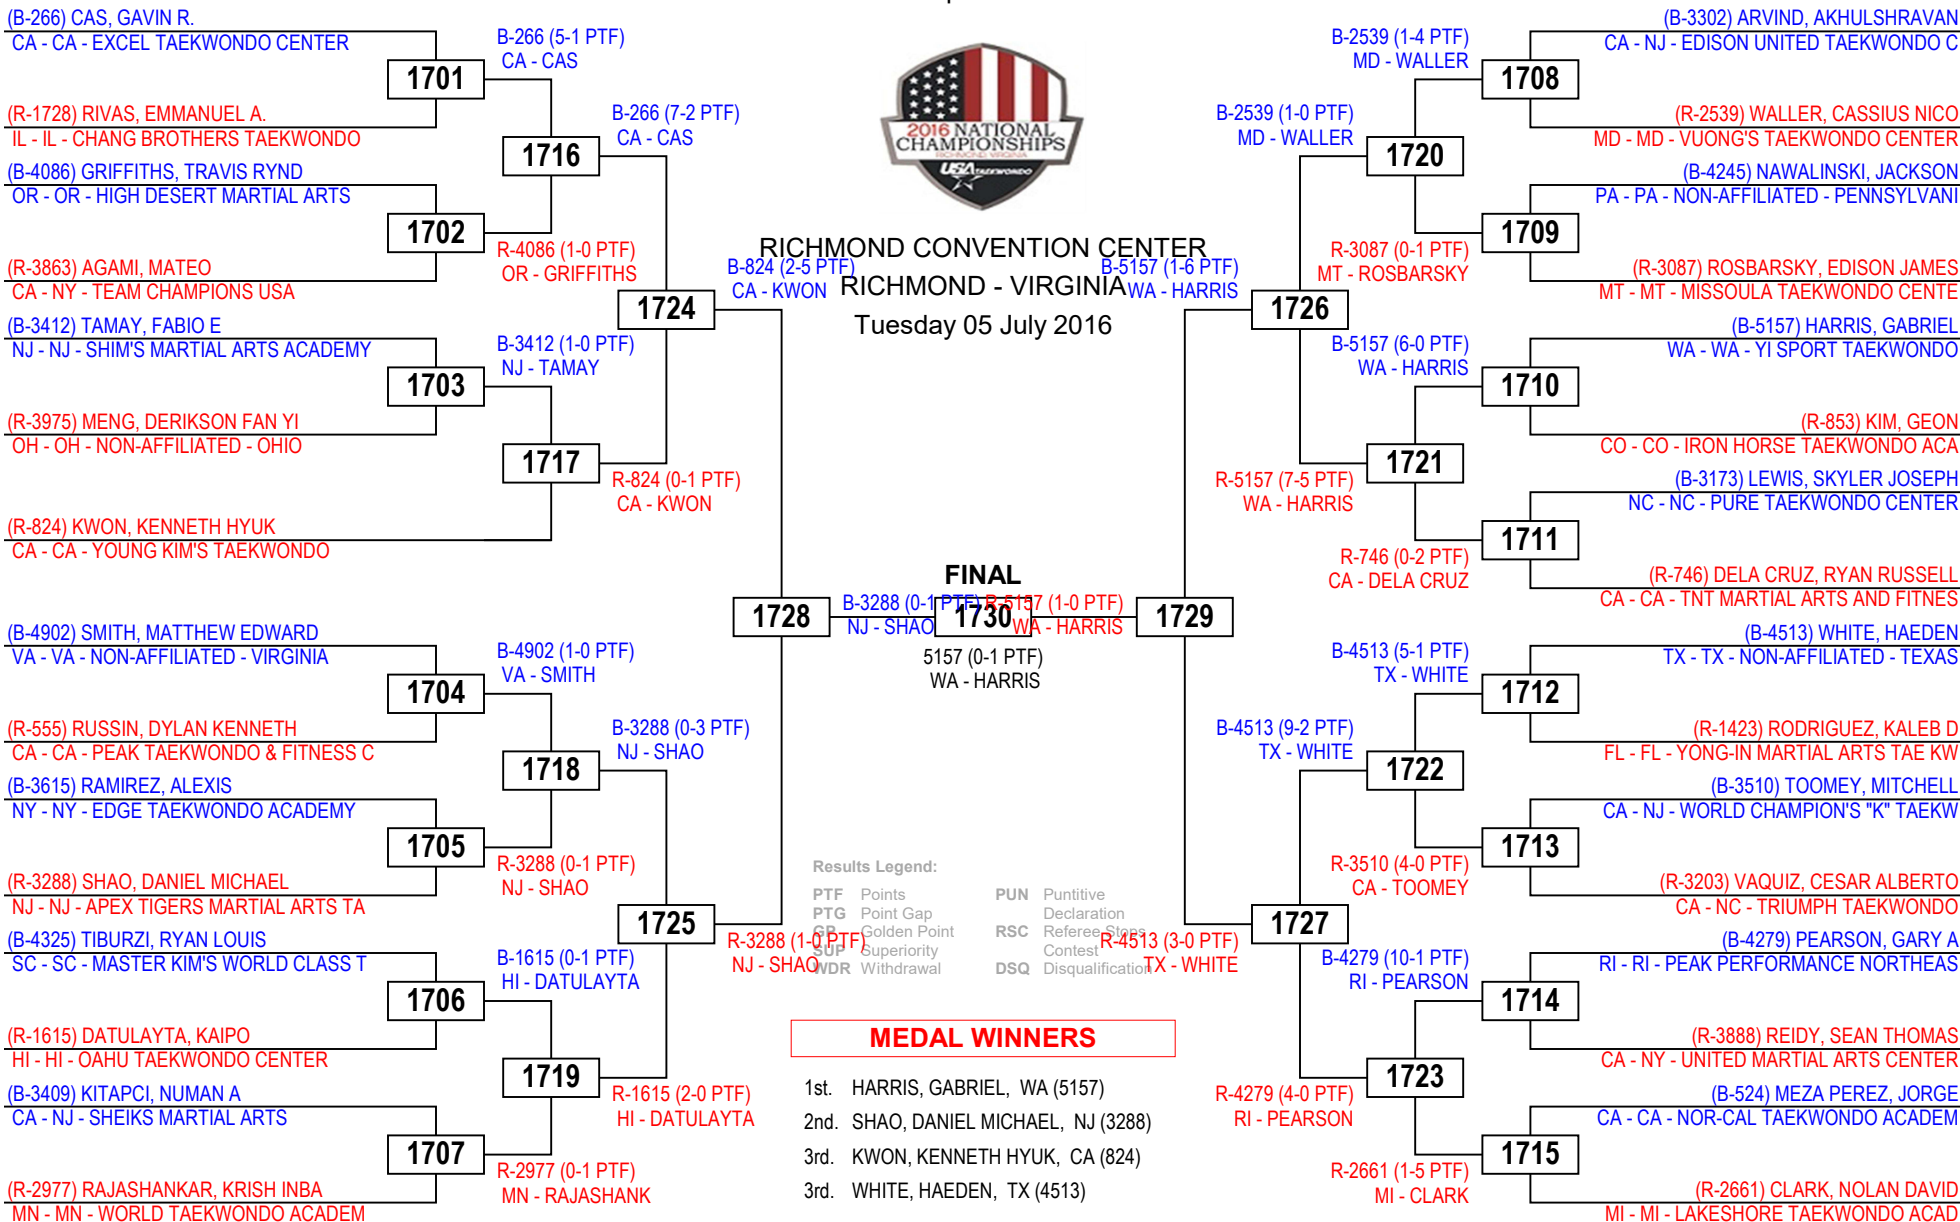 (B-266) CAS, GAVIN R.
CA - CA - EXCEL TAEKWONDO CENTER
1701
(R-1728) RIVAS, EMMANUEL A.
IL - IL - CHANG BROTHERS TAEKWONDO
(B-4086) GRIFFITHS, TRAVIS RYND
OR - OR - HIGH DESERT MARTIAL ARTS
1702
(R-3863) AGAMI, MATEO
CA - NY - TEAM CHAMPIONS USA
(B-3412) TAMAY, FABIO E
NJ - NJ - SHIM'S MARTIAL ARTS ACADEMY
1703
(R-3975) MENG, DERIKSON FAN YI
OH - OH - NON-AFFILIATED - OHIO
(R-824) KWON, KENNETH HYUK
CA - CA - YOUNG KIM'S TAEKWONDO
(B-4902) SMITH, MATTHEW EDWARD
VA - VA - NON-AFFILIATED - VIRGINIA
1704
(R-555) RUSSIN, DYLAN KENNETH
CA - CA - PEAK TAEKWONDO & FITNESS C
(B-3615) RAMIREZ, ALEXIS
NY - NY - EDGE TAEKWONDO ACADEMY
1705
(R-3288) SHAO, DANIEL MICHAEL
NJ - NJ - APEX TIGERS MARTIAL ARTS TA
(B-4325) TIBURZI, RYAN LOUIS
SC - SC - MASTER KIM'S WORLD CLASS T
1706
(R-1615) DATULAYTA, KAIPO
HI - HI - OAHU TAEKWONDO CENTER
(B-3409) KITAPCI, NUMAN A
CA - NJ - SHEIKS MARTIAL ARTS
1707
(R-2977) RAJASHANKAR, KRISH INBA
MN - MN - WORLD TAEKWONDO ACADEM
B-266 (5-1 PTF)
CA - CAS
1716
R-4086 (1-0 PTF)
OR - GRIFFITHS
B-3412 (1-0 PTF)
NJ - TAMAY
1717
B-4902 (1-0 PTF)
VA - SMITH
1718
R-3288 (0-1 PTF)
NJ - SHAO
B-1615 (0-1 PTF)
HI - DATULAYTA
1719
R-2977 (0-1 PTF)
MN - RAJASHANK
B-266 (7-2 PTF)
CA - CAS
1724
R-824 (0-1 PTF)
CA - KWON
B-3288 (0-3 PTF)
NJ - SHAO
1725
R-1615 (2-0 PTF)
HI - DATULAYTA
B-824 (2-5 PTF)
CA - KWON
1728
R-3288 (1-0 PTF)
NJ - SHAO
2016 NATIONAL
CHAMPIONSHIPS
RICHMOND VIRGINIA
USA TAEKWONDO
RICHMOND CONVENTION CENTER
RICHMOND - VIRGINIA
Tuesday 05 July 2016
FINAL
B-3288 (0-1 PTF)
NJ - SHAO
1730
R-5157 (1-0 PTF)
WA - HARRIS
5157 (0-1 PTF)
WA - HARRIS
Results Legend:
PTF Points
PTG Point Gap
GP Golden Point
SUP Superiority
WDR Withdrawal
PUN Puntitive
Declaration
RSC Referee Stops
Contest
DSQ Disqualification
MEDAL WINNERS
1st. HARRIS, GABRIEL, WA (5157)
2nd. SHAO, DANIEL MICHAEL, NJ (3288)
3rd. KWON, KENNETH HYUK, CA (824)
3rd. WHITE, HAEDEN, TX (4513)
B-5157 (1-6 PTF)
WA - HARRIS
1729
R-4513 (3-0 PTF)
TX - WHITE
B-2539 (1-0 PTF)
MD - WALLER
1726
R-5157 (7-5 PTF)
WA - HARRIS
B-4513 (9-2 PTF)
TX - WHITE
1727
R-4279 (4-0 PTF)
RI - PEARSON
B-2539 (1-4 PTF)
MD - WALLER
1720
R-3087 (0-1 PTF)
MT - ROSBARSKY
B-5157 (6-0 PTF)
WA - HARRIS
1721
R-746 (0-2 PTF)
CA - DELA CRUZ
B-4513 (5-1 PTF)
TX - WHITE
1722
R-3510 (4-0 PTF)
CA - TOOMEY
B-4279 (10-1 PTF)
RI - PEARSON
1723
R-2661 (1-5 PTF)
MI - CLARK
(B-3302) ARVIND, AKHULSHRAVAN
CA - NJ - EDISON UNITED TAEKWONDO C
1708
(R-2539) WALLER, CASSIUS NICO
MD - MD - VUONG'S TAEKWONDO CENTER
(B-4245) NAWALINSKI, JACKSON
PA - PA - NON-AFFILIATED - PENNSYLVANI
1709
(R-3087) ROSBARSKY, EDISON JAMES
MT - MT - MISSOULA TAEKWONDO CENTE
(B-5157) HARRIS, GABRIEL
WA - WA - YI SPORT TAEKWONDO
1710
(R-853) KIM, GEON
CO - CO - IRON HORSE TAEKWONDO ACA
(B-3173) LEWIS, SKYLER JOSEPH
NC - NC - PURE TAEKWONDO CENTER
1711
(R-746) DELA CRUZ, RYAN RUSSELL
CA - CA - TNT MARTIAL ARTS AND FITNES
(B-4513) WHITE, HAEDEN
TX - TX - NON-AFFILIATED - TEXAS
1712
(R-1423) RODRIGUEZ, KALEB D
FL - FL - YONG-IN MARTIAL ARTS TAE KW
(B-3510) TOOMEY, MITCHELL
CA - NJ - WORLD CHAMPION'S "K" TAEKW
1713
(R-3203) VAQUIZ, CESAR ALBERTO
CA - NC - TRIUMPH TAEKWONDO
(B-4279) PEARSON, GARY A
RI - RI - PEAK PERFORMANCE NORTHEAS
1714
(R-3888) REIDY, SEAN THOMAS
CA - NY - UNITED MARTIAL ARTS CENTER
(B-524) MEZA PEREZ, JORGE
CA - CA - NOR-CAL TAEKWONDO ACADEM
1715
(R-2661) CLARK, NOLAN DAVID
MI - MI - LAKESHORE TAEKWONDO ACAD